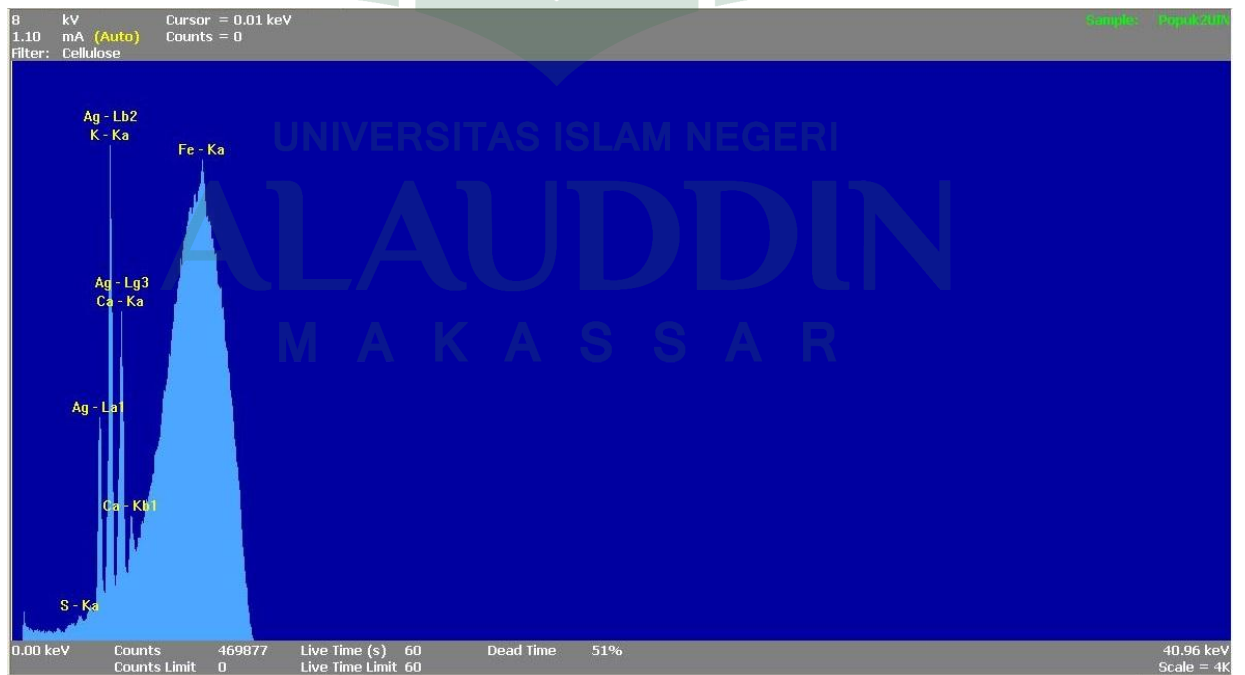 8 kV Cursor = 0.01 keV Sample: Popuk2UIN
1.10 mA (Auto) Counts = 0
Filter: Cellulose
Ag - Lb2
K - Ka
Fe - Ka
UNIVERSITAS ISLAM NEGERI
ALAUDDIN
Ag - Lg3
Ca - Ka
MAKASSAR
Ag - La1
Ca - Kb1
S - Ka
0.00 keV Counts 469877 Live Time (s) 60 Dead Time 51% 40.96 keV
Counts Limit 0 Live Time Limit 60 Scale = 4K